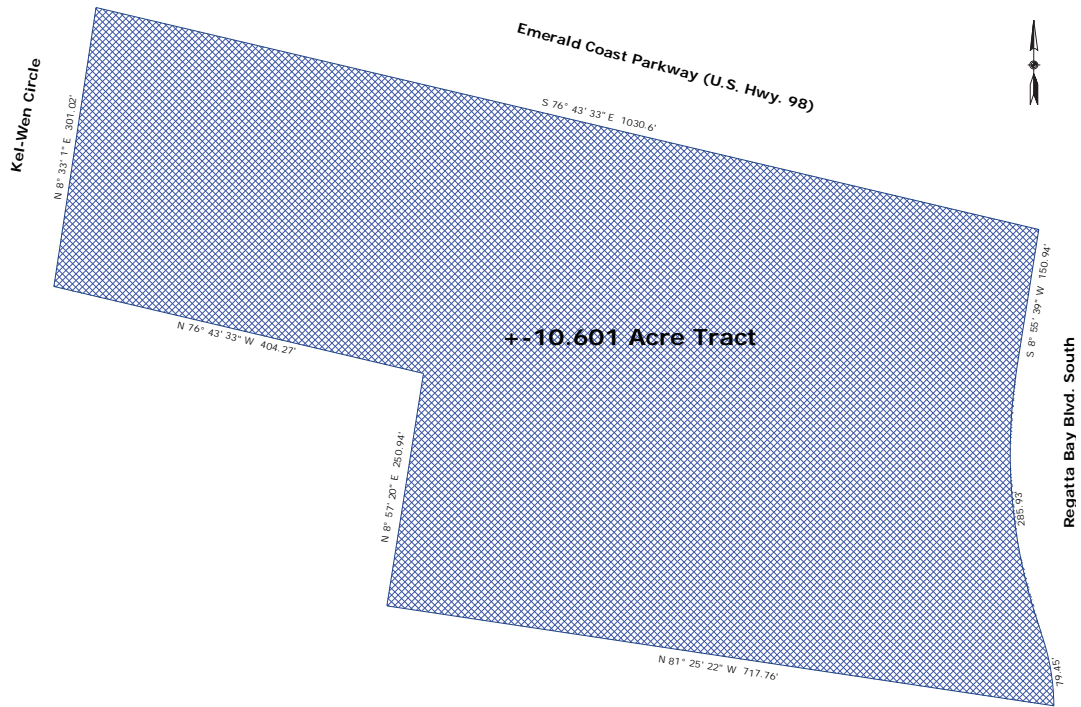 Emerald Coast Parkway (U.S. Hwy. 98)
Kel-Wen Circle
S 76° 43' 33" E 1030.6'
N 8° 33' 1" E 301.02'
S 8° 55' 39" W 150.94'
N 76° 43' 33" W 404.27'
+-10.601 Acre Tract
Regatta Bay Blvd. South
N 8° 57' 20" E 250.94'
285.93'
N 81° 25' 22" W 717.76'
79.45'